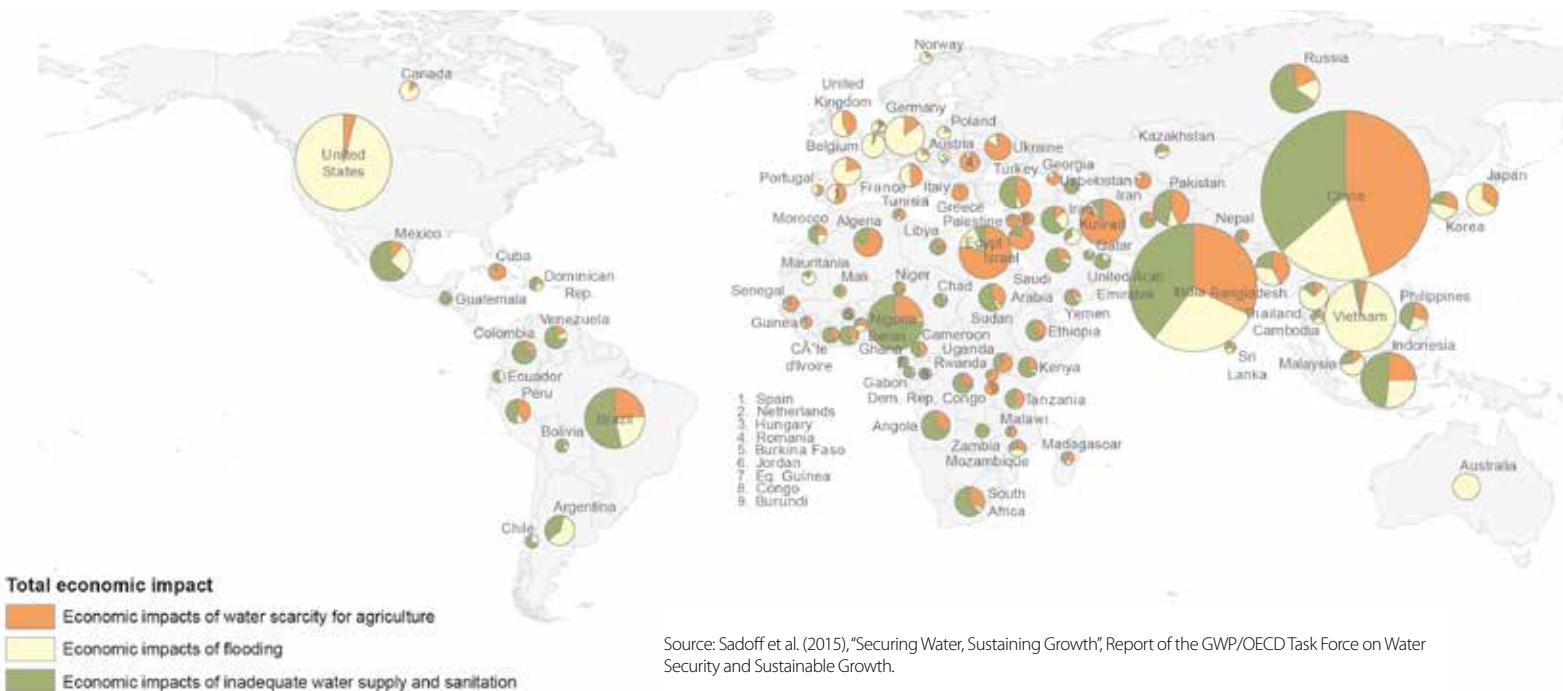 Norway
Canada
Russia
United
Kingdom
Germany
Poland
Belgium
Austria
Ukraine
Kazakhstan
United
States
Portugal
France
Italy
Turkey
Georgia
Uzbekistan
Pakistan
China
Japan
Tunisia
Greece
Iran
Morocco
Algeria
Palestine
Iraq
Kuwait
Nepal
Korea
Mexico
Libya
Egypt
Israel
Qatar
Cuba
Dominican
Rep.
Mauritania
Mali
Niger
Chad
Saudi
Arabia
United Arab
Emirates
India
Bangladesh
Guatemala
Senegal
Sudan
Yemen
Thailand
Vietnam
Philippines
Venezuela
Colombia
Guinea
Nigeria
Benin
Cameroon
Ethiopia
Cambodia
CÃ´te
d'Ivoire
Ghana
Uganda
Rwanda
Kenya
Sri
Lanka
Malaysia
Indonesia
Ecuador
Peru
Gabon
Dem. Rep. Congo
Tanzania
Brazil
1. Spain
2. Netherlands
3. Hungary
4. Romania
5. Burkina Faso
6. Jordan
7. Eq. Guinea
8. Congo
9. Burundi
Bolivia
Angola
Malawi
Zambia
Madagascar
Mozambique
Australia
South
Africa
Argentina
Chile
Total economic impact
Economic impacts of water scarcity for agriculture
Economic impacts of flooding
Economic impacts of inadequate water supply and sanitation
Source: Sadoff et al. (2015), “Securing Water, Sustaining Growth”, Report of the GWP/OECD Task Force on Water
Security and Sustainable Growth.